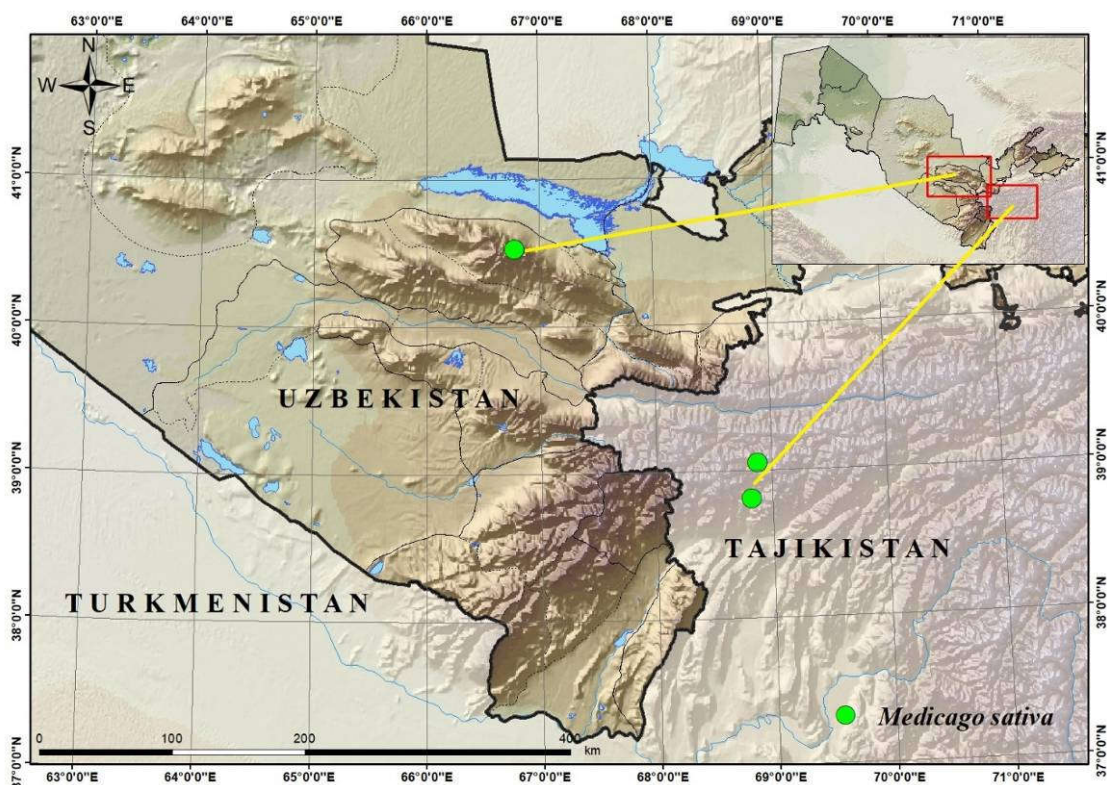 63°0'0"E 64°0'0"E 65°0'0"E 66°0'0"E 67°0'0"E 68°0'0"E 69°0'0"E 70°0'0"E 71°0'0"E
N
W E
S
41°0'0"N 41°0'0"N
40°0'0"N 40°0'0"N
UZBEKISTAN
39°0'0"N 39°0'0"N
TAJIKISTAN
TURKMENISTAN
38°0'0"N 38°0'0"N
Medicago sativa
0 100 200 400
km
37°0'0"N 37°0'0"N
63°0'0"E 64°0'0"E 65°0'0"E 66°0'0"E 67°0'0"E 68°0'0"E 69°0'0"E 70°0'0"E 71°0'0"E